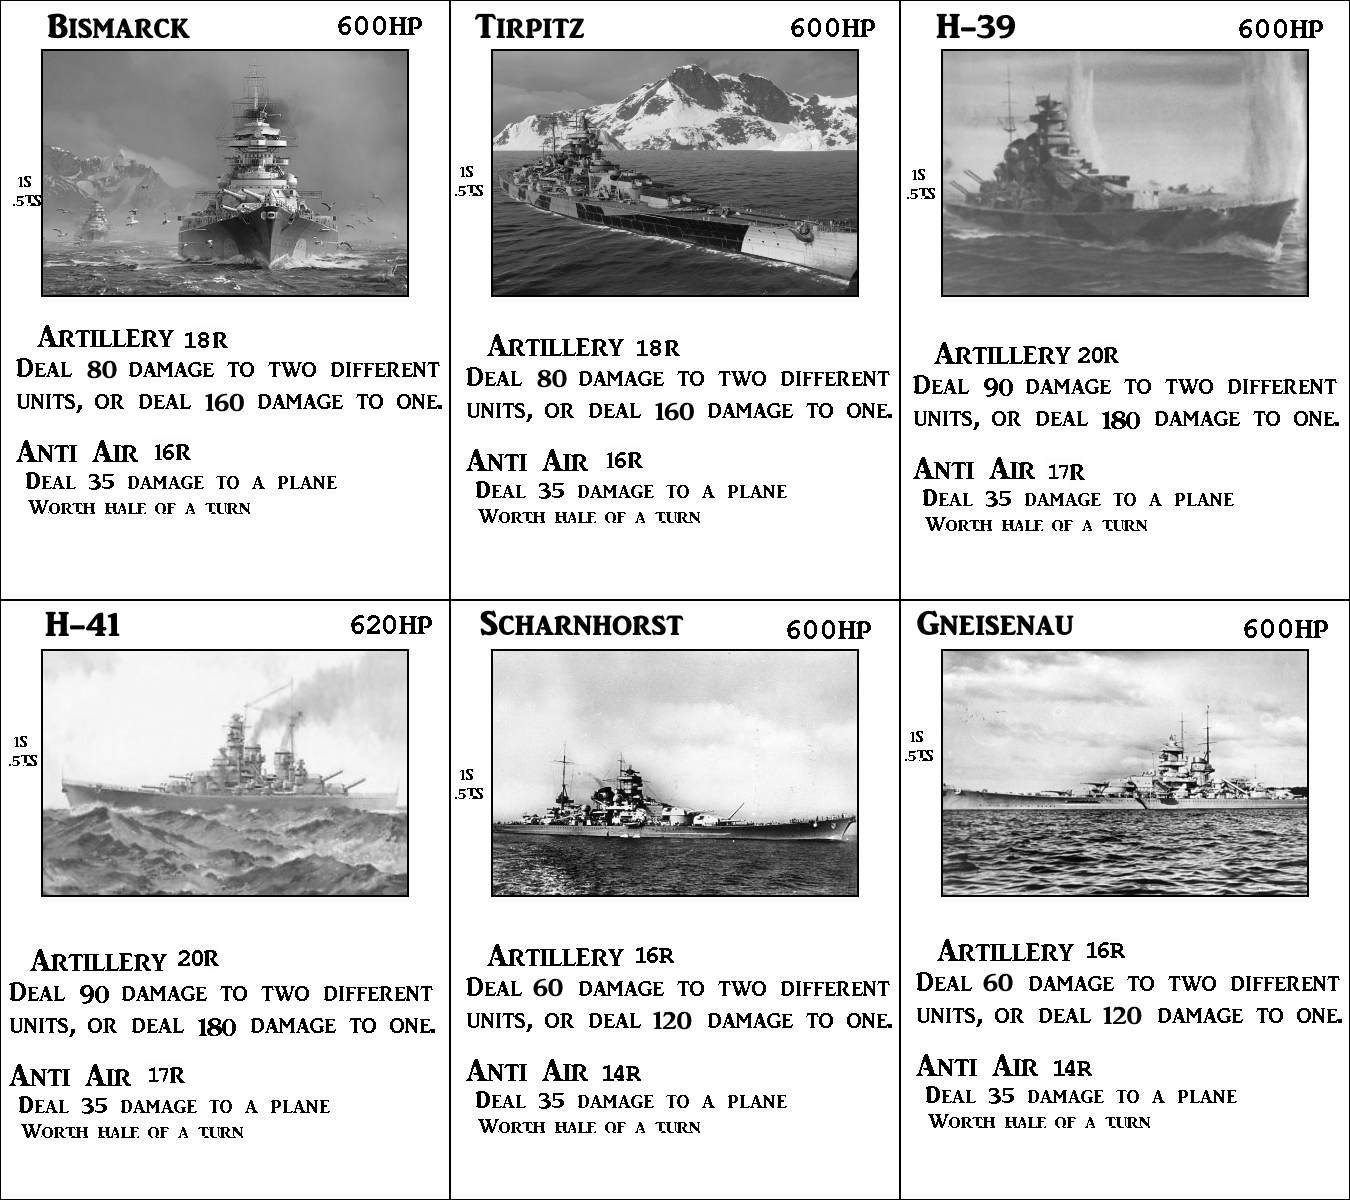 Bismarck 600HP
1S
.5TS
Artillery 18R
Deal 80 damage to two different
units, or deal 160 damage to one.
Anti Air 16R
Deal 35 damage to a plane
Worth half of a turn
Tirpitz 600HP
1S
.5TS
Artillery 18R
Deal 80 damage to two different
units, or deal 160 damage to one.
Anti Air 16R
Deal 35 damage to a plane
Worth half of a turn
H-39 600HP
1S
.5TS
Artillery 20R
Deal 90 damage to two different
units, or deal 180 damage to one.
Anti Air 17R
Deal 35 damage to a plane
Worth half of a turn
H-41 620HP
1S
.5TS
Artillery 20R
Deal 90 damage to two different
units, or deal 180 damage to one.
Anti Air 17R
Deal 35 damage to a plane
Worth half of a turn
Scharnhorst 600HP
1S
.5TS
Artillery 16R
Deal 60 damage to two different
units, or deal 120 damage to one.
Anti Air 14R
Deal 35 damage to a plane
Worth half of a turn
Gneisenau 600HP
1S
.5TS
Artillery 16R
Deal 60 damage to two different
units, or deal 120 damage to one.
Anti Air 14R
Deal 35 damage to a plane
Worth half of a turn